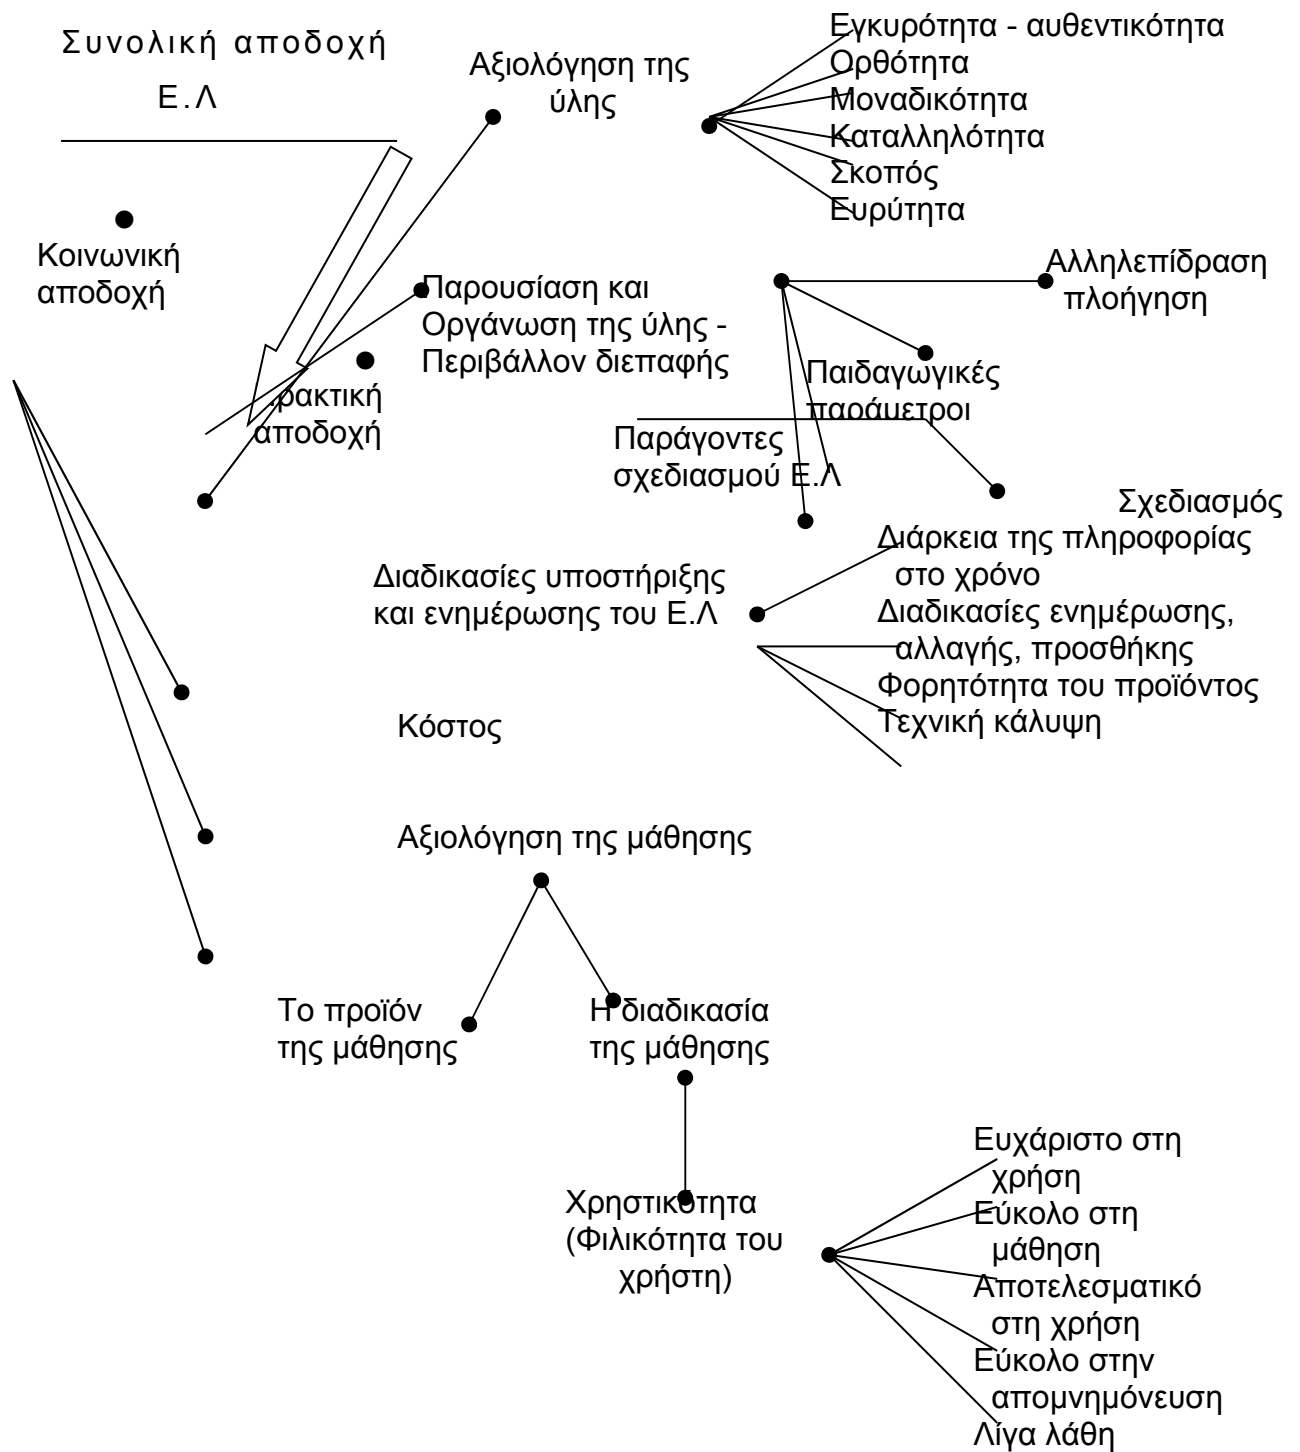 Συνολική αποδοχή
Ε.Λ
Αξιολόγηση της
ύλης
Εγκυρότητα - αυθεντικότητα
Ορθότητα
Μοναδικότητα
Καταλληλότητα
Σκοπός
Ευρύτητα
Κοινωνική
αποδοχή
Παρουσίαση και
Οργάνωση της ύλης -
Περιβάλλον διεπαφής
Αλληλεπίδραση
πλοήγηση
αποδοχή
Παιδαγωγικές
παράμετροι
Παράγοντες
σχεδιασμού Ε.Λ
Σχεδιασμός
Διαδικασίες υποστήριξης
και ενημέρωσης του Ε.Λ
Διάρκεια της πληροφορίας
στο χρόνο
Διαδικασίες ενημέρωσης,
αλλαγής, προσθήκης
Φορητότητα του προϊόντος
Τεχνική κάλυψη
Κόστος
Αξιολόγηση της μάθησης
Το προϊόν
της μάθησης
Η διαδικασία
της μάθησης
Χρηστικότητα
(Φιλικότητα του
χρήστη)
Ευχάριστο στη
χρήση
Εύκολο στη
μάθηση
Αποτελεσματικό
στη χρήση
Εύκολο στην
απομνημόνευση
Λίγα λάθη